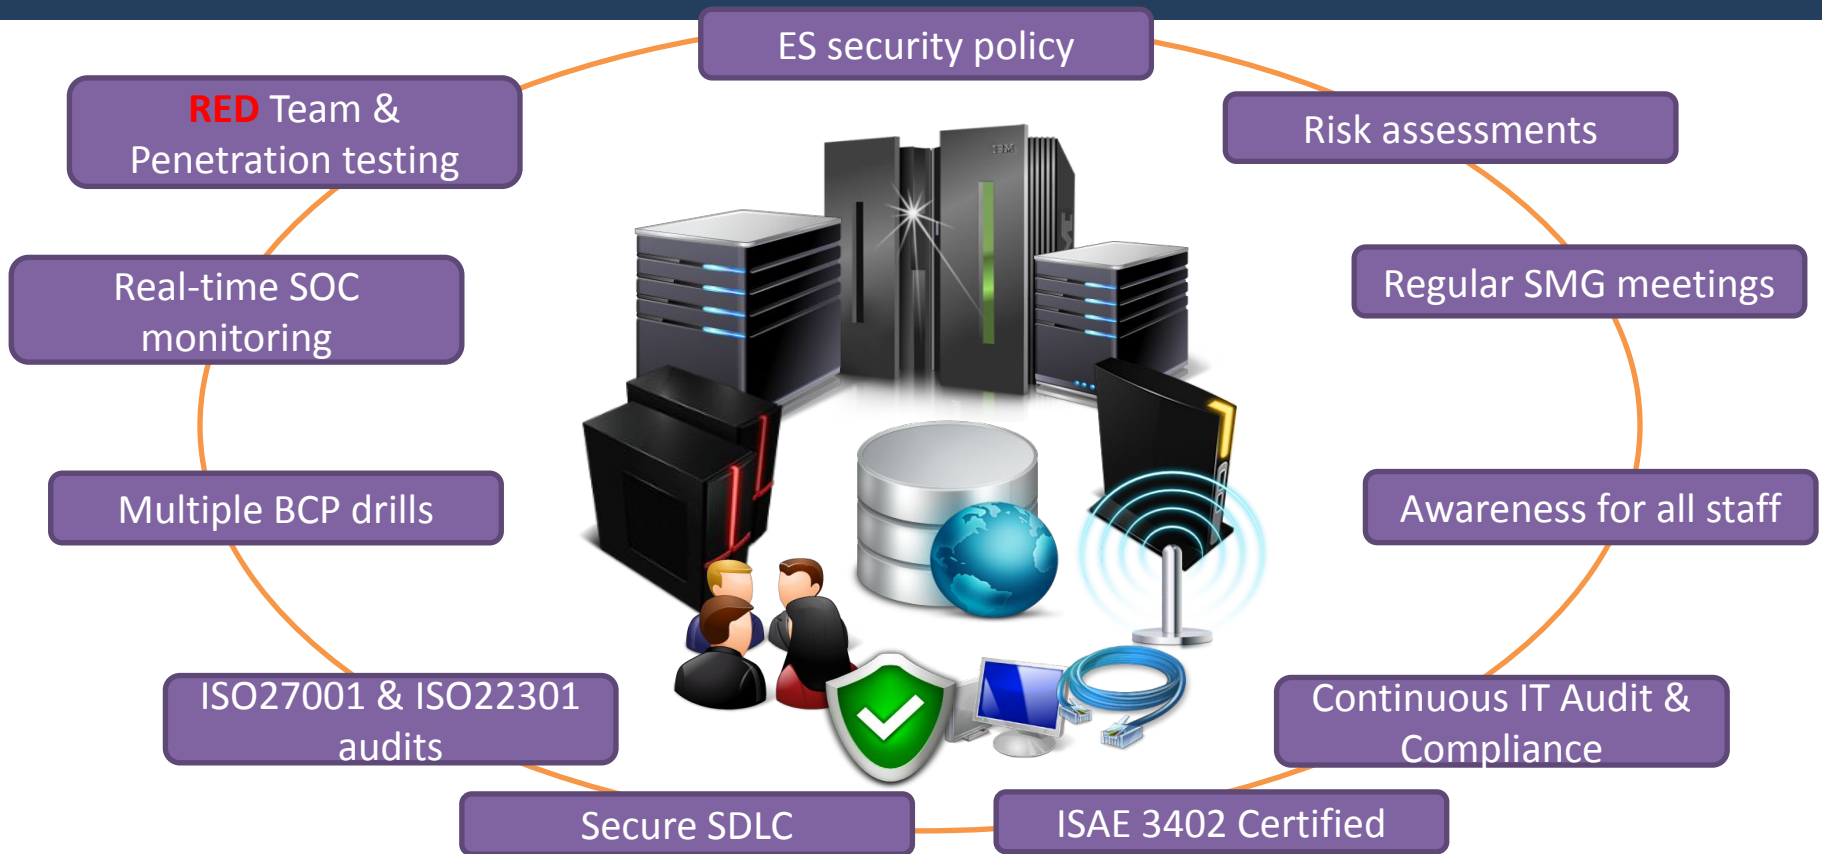 ES security policy
RED Team &
Penetration testing
Risk assessments
Real-time SOC
monitoring
Regular SMG meetings
Multiple BCP drills
Awareness for all staff
ISO27001 & ISO22301
audits
Continuous IT Audit &
Compliance
Secure SDLC
ISAE 3402 Certified
IBM